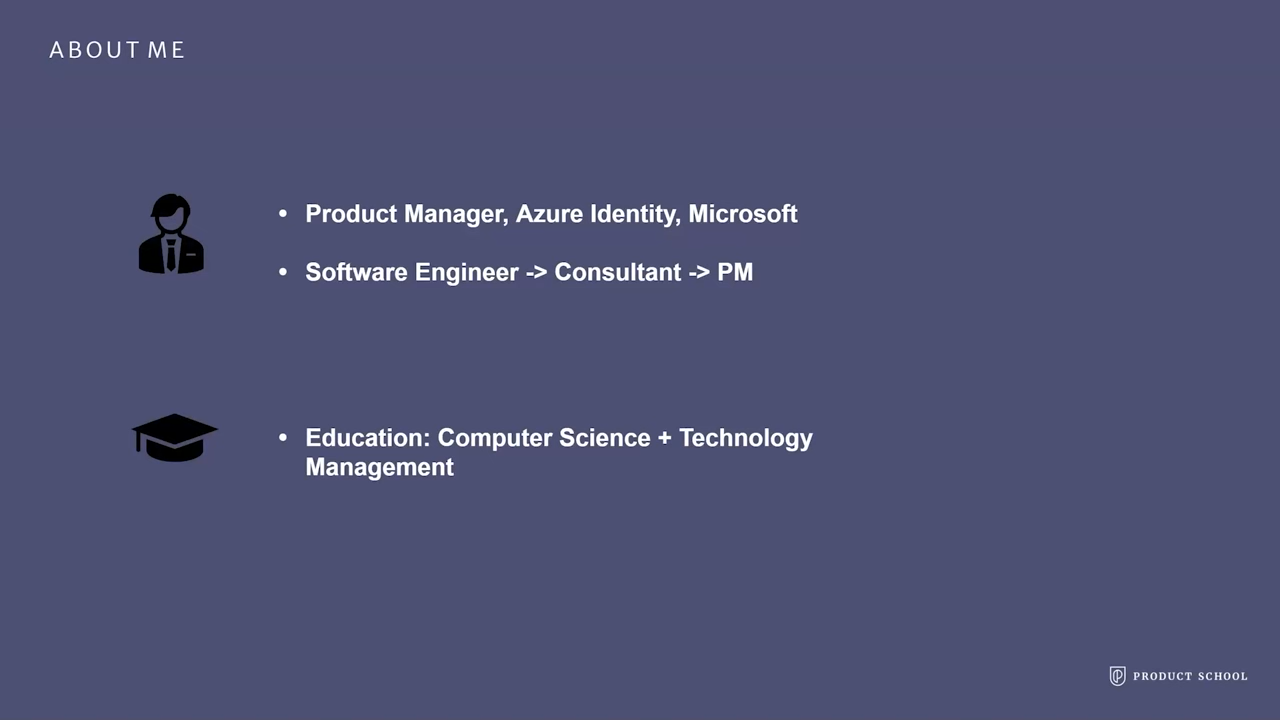 ABOUT ME
• Product Manager, Azure Identity, Microsoft
• Software Engineer -> Consultant -> PM
• Education: Computer Science + Technology
Management
PRODUCT SCHOOL